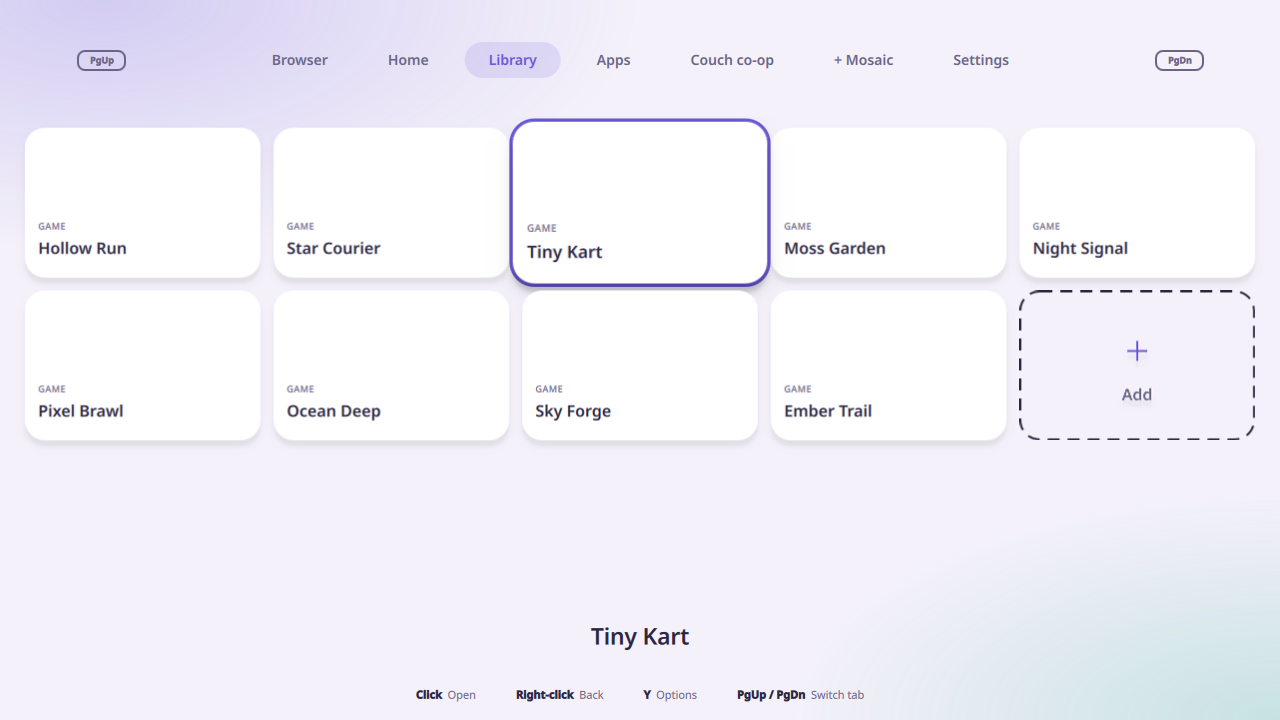 PgUp Browser Home Library Apps Couch co-op + Mosaic Settings PgDn
GAME GAME GAME GAME GAME
Hollow Run Star Courier Tiny Kart Moss Garden Night Signal
GAME GAME GAME GAME
Pixel Brawl Ocean Deep Sky Forge Ember Trail Add
Tiny Kart
Click Open Right-click Back Y Options PgUp / PgDn Switch tab